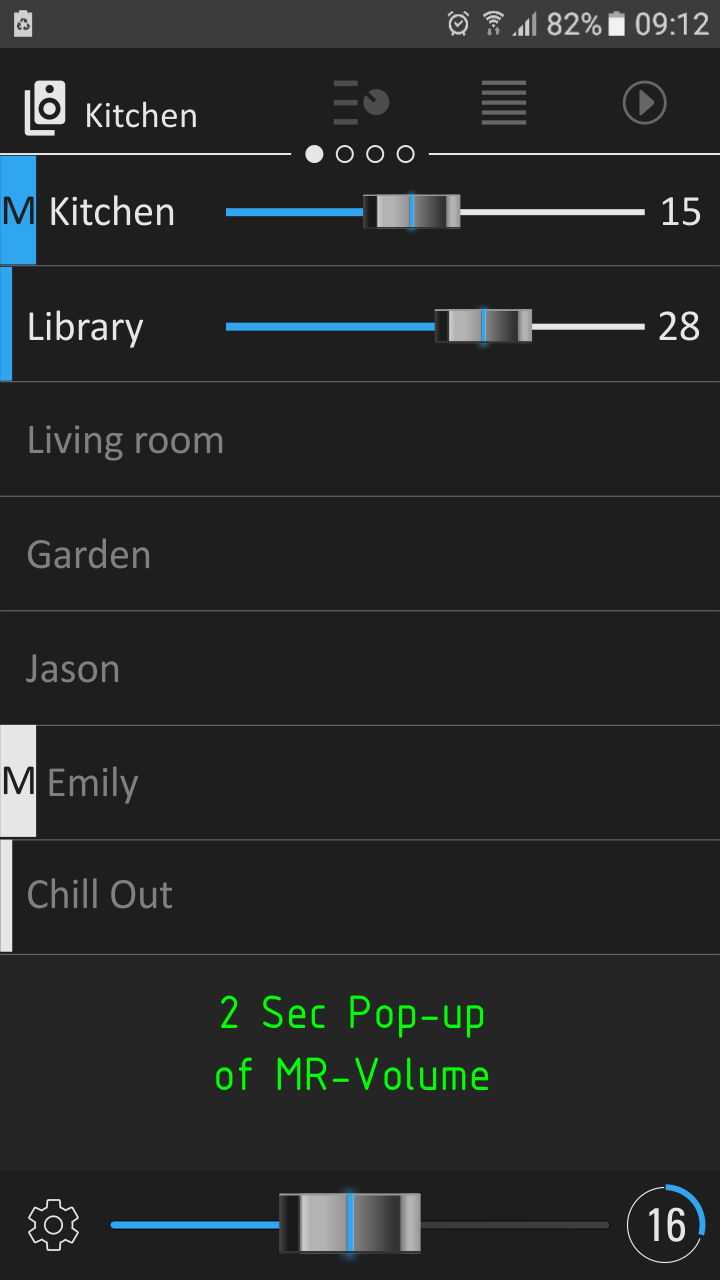 82% 09:12
Kitchen
M Kitchen 15
Library 28
Living room
Garden
Jason
M Emily
Chill Out
2 Sec Pop-up
of MR-Volume
16